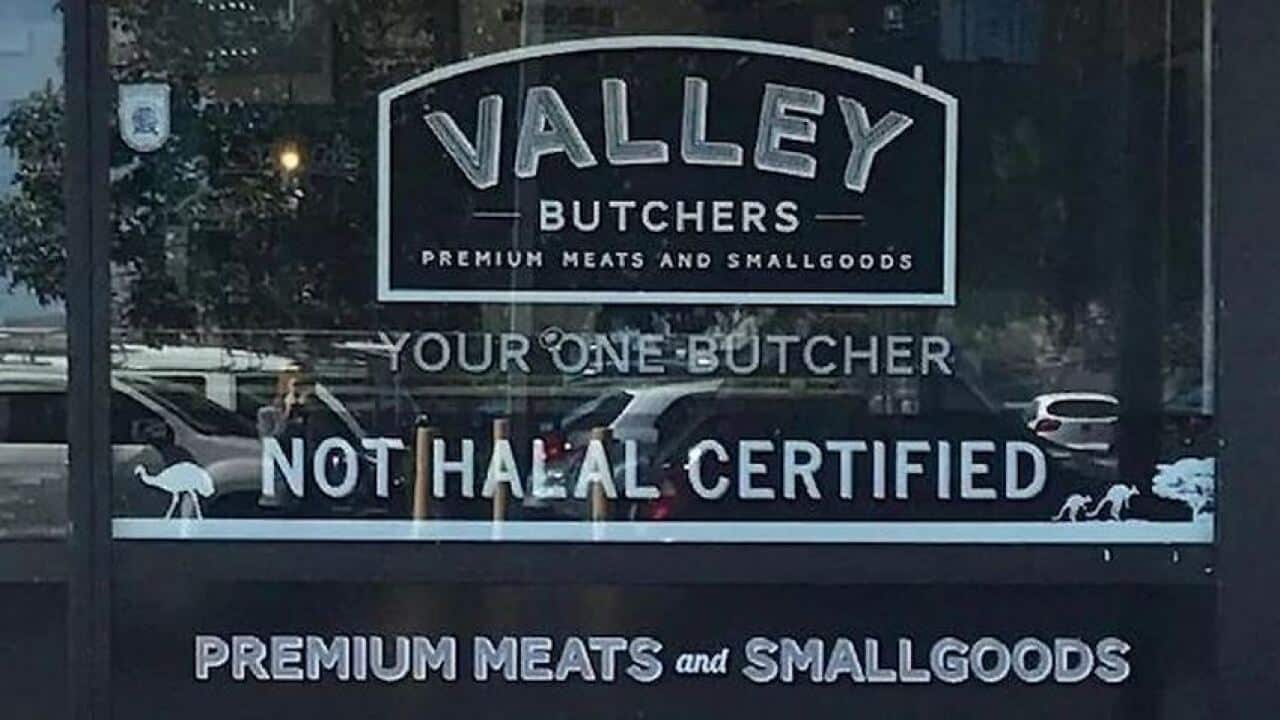 VALLEY
BUTCHERS
PREMIUM MEATS AND SMALLGOODS
YOUR ONE BUTCHER
NOT HALAL CERTIFIED
PREMIUM MEATS and SMALLGOODS